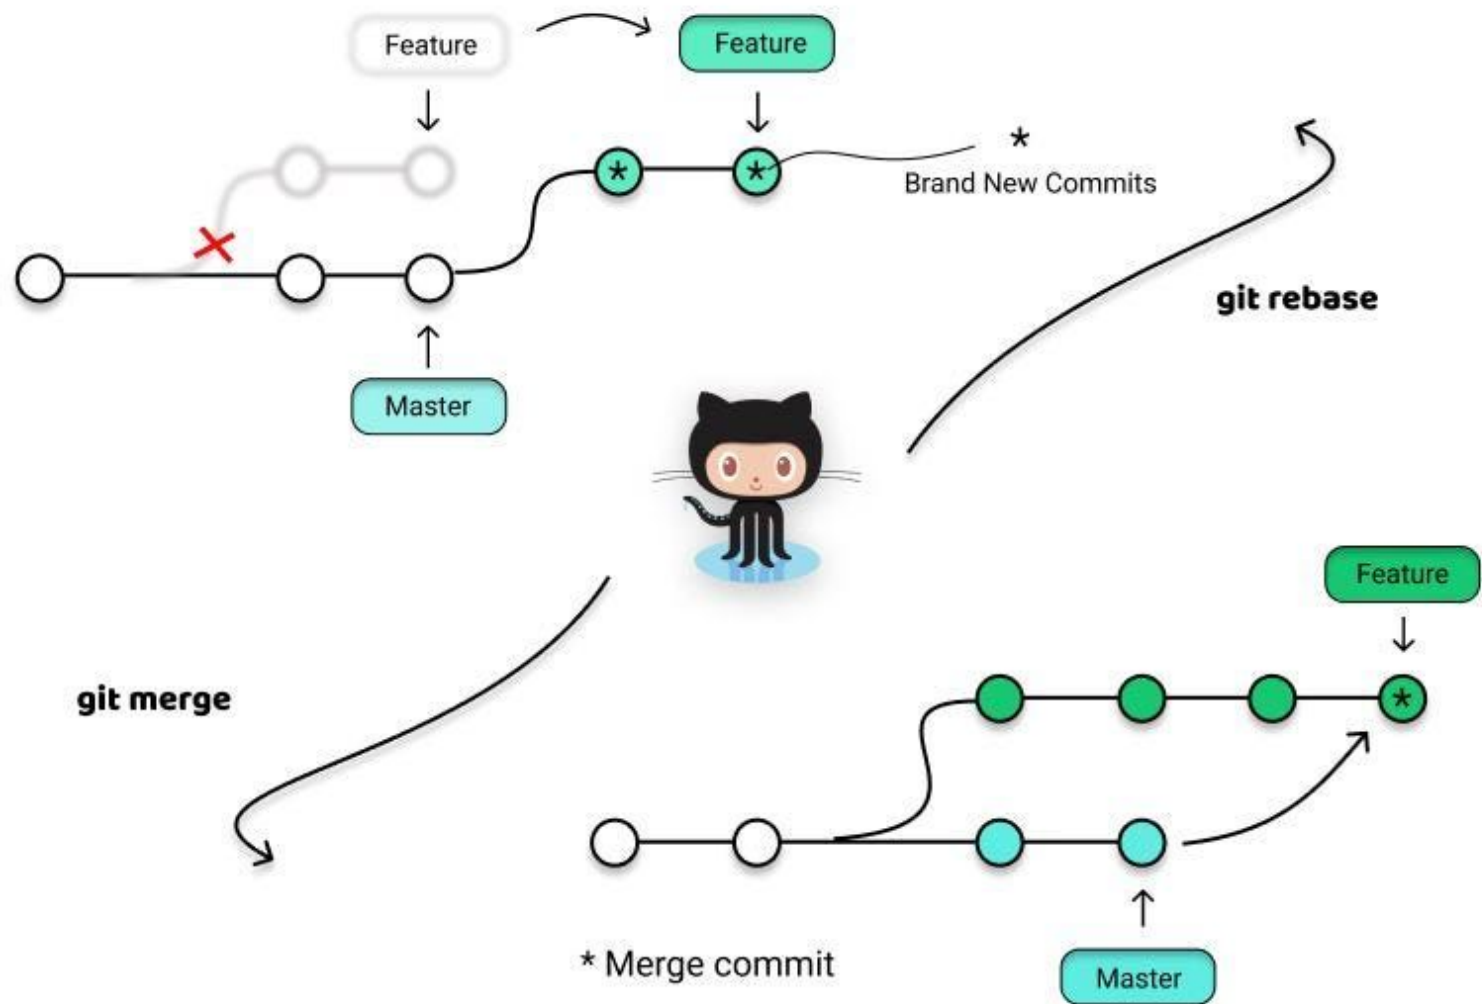 Feature
Feature
*
* *
Brand New Commits
git rebase
Master
Feature
git merge
*
* Merge commit
Master